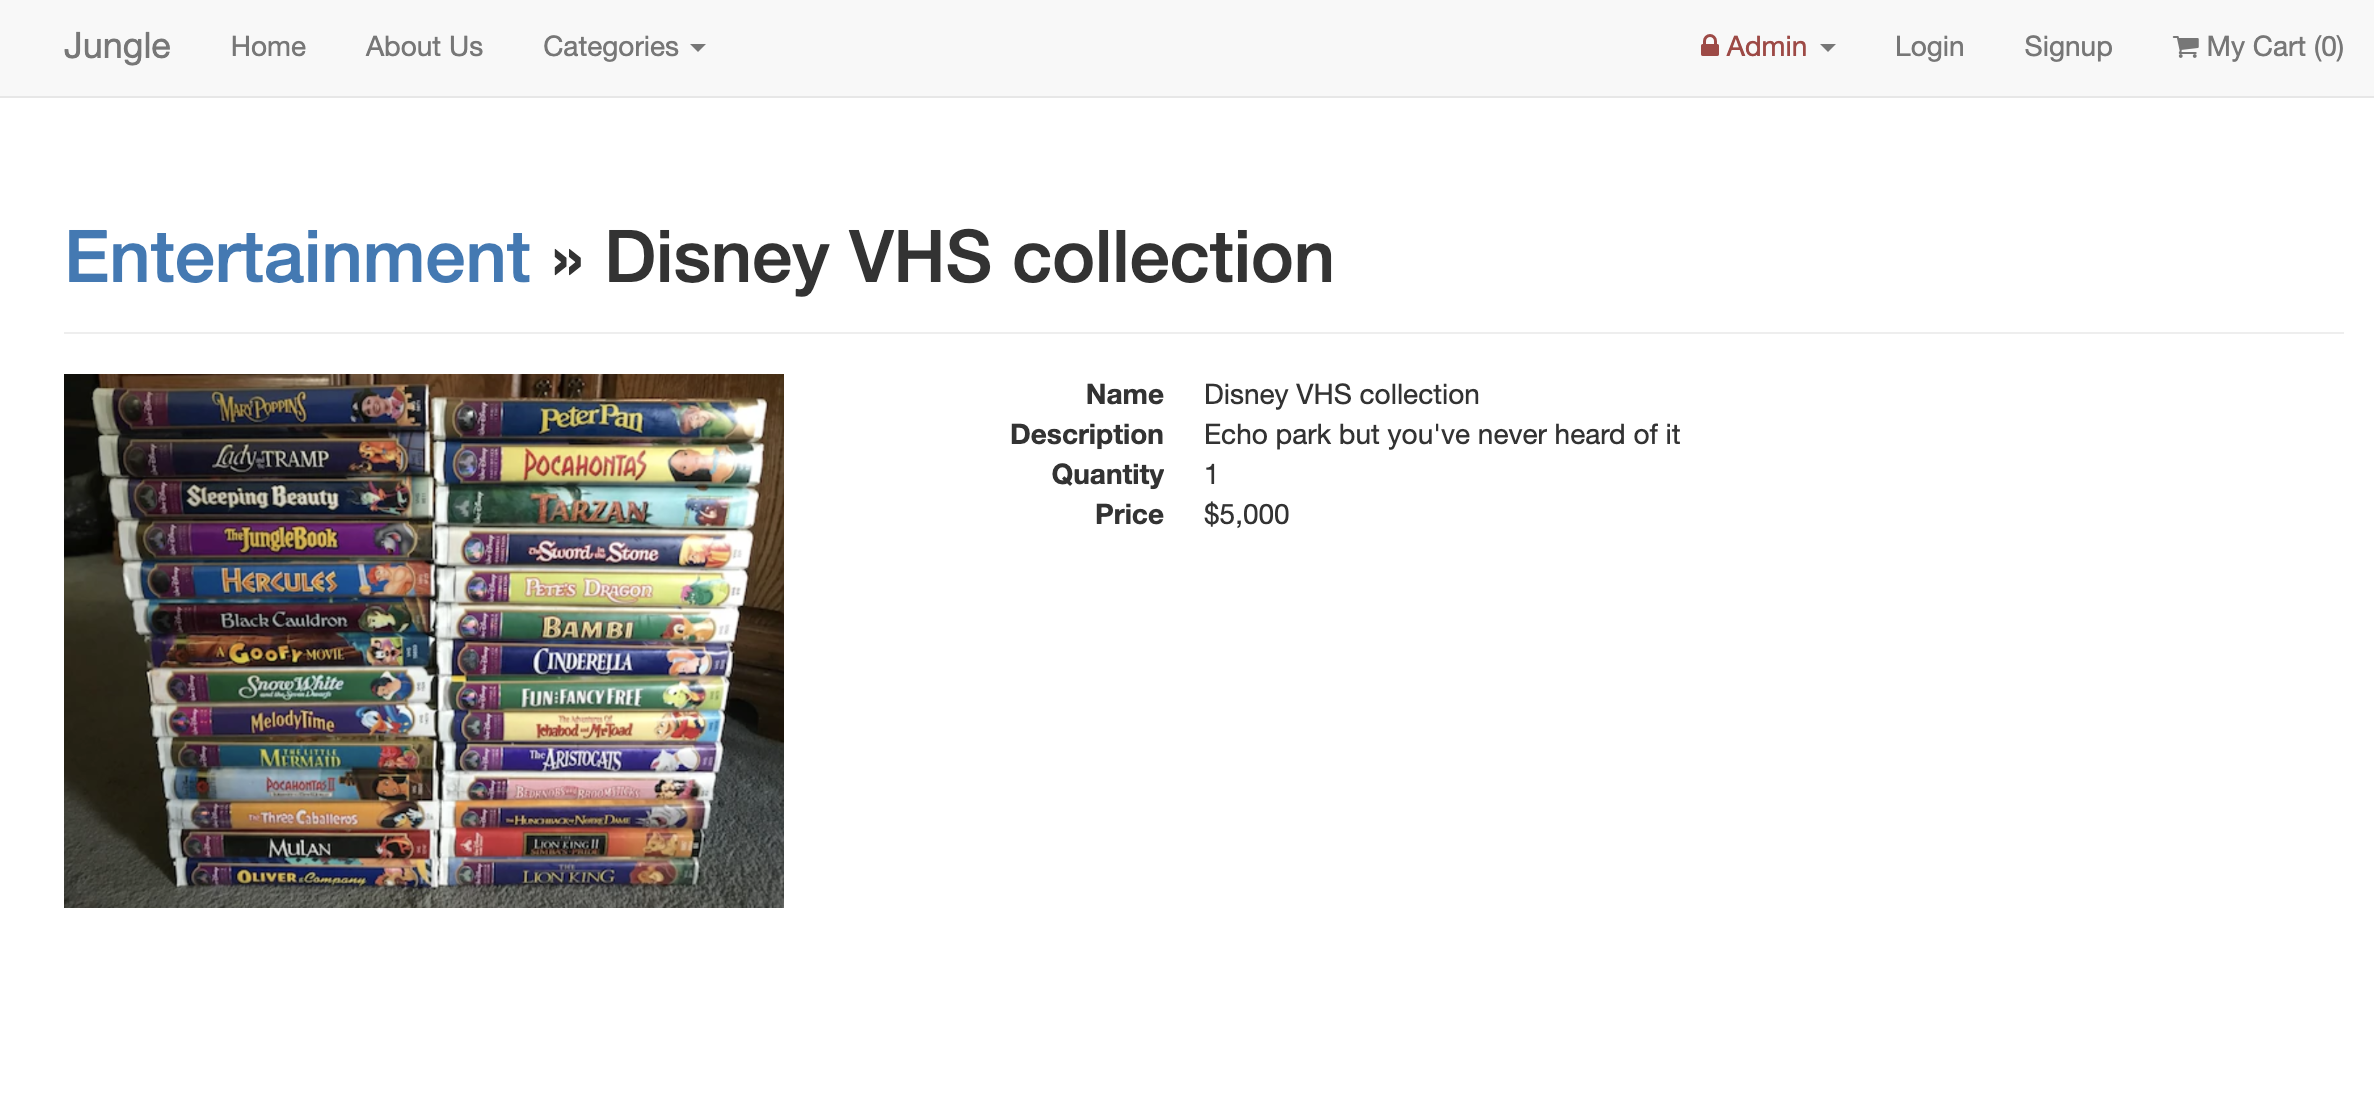 Jungle Home About Us Categories Admin Login Signup My Cart (0)
Entertainment » Disney VHS collection
Name Disney VHS collection
Description Echo park but you've never heard of it
Quantity 1
Price $5,000
MARY POPPINS
Lady and the TRAMP
Sleeping Beauty
The Jungle Book
HERCULES
Black Cauldron
A GOOFY MOVIE
Snow White
and the Seven Dwarfs
Melody Time
THE LITTLE
MERMAID
POCAHONTAS II
The Three Caballeros
MULAN
OLIVER & Company
Peter Pan
POCAHONTAS
TARZAN
The Sword in the Stone
PETE'S DRAGON
BAMBI
CINDERELLA
FUN & FANCY FREE
The Adventures Of
Ichabod and Mr. Toad
The ARISTOCATS
BEDKNOBS AND BROOMSTICKS
THE HUNCHBACK OF NOTRE DAME
THE
LION KING II
SIMBA'S PRIDE
THE
LION KING